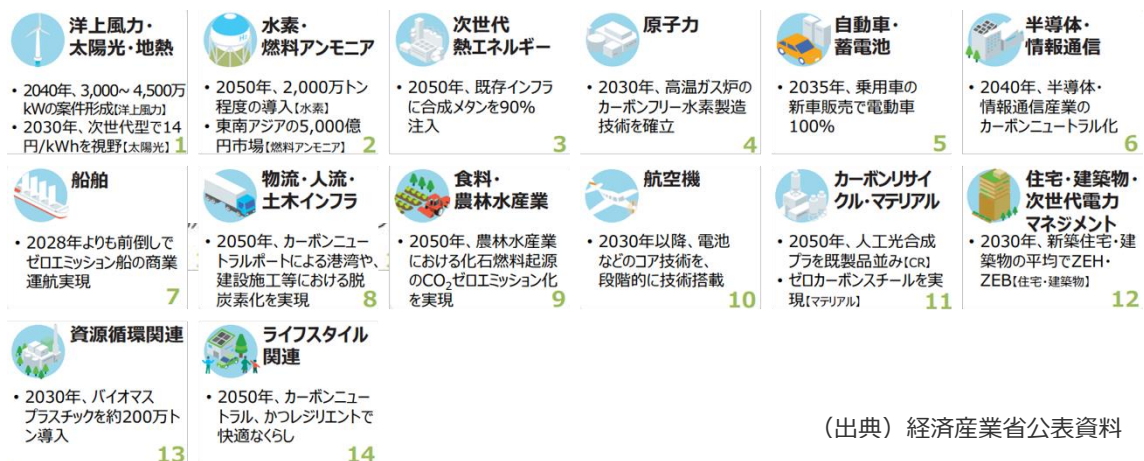 洋上風力・
太陽光・地熱
• 2040年、3,000~ 4,500万
kWの案件形成【洋上風力】
• 2030年、次世代型で14
円/kWhを視野【太陽光】
1
水素・
燃料アンモニア
• 2050年、2,000万トン
程度の導入【水素】
• 東南アジアの5,000億
円市場【燃料アンモニア】
2
次世代
熱エネルギー
• 2050年、既存インフラ
に合成メタンを90%
注入
3
原子力
• 2030年、高温ガス炉の
カーボンフリー水素製造
技術を確立
4
自動車・
蓄電池
• 2035年、乗用車の
新車販売で電動車
100%
5
半導体・
情報通信
• 2040年、半導体・
情報通信産業の
カーボンニュートラル化
6
船舶
• 2028年よりも前倒しで
ゼロエミッション船の商業
運航実現
7
物流・人流・
土木インフラ
• 2050年、カーボンニュー
トラルポートによる港湾や、
建設施工等における脱
炭素化を実現
8
食料・
農林水産業
• 2050年、農林水産業
における化石燃料起源
のCO₂ゼロエミッション化
を実現
9
航空機
• 2030年以降、電池
などのコア技術を、
段階的に技術搭載
10
カーボンリサイ
クル・マテリアル
• 2050年、人工光合成
プラを既製品並み【CR】
• ゼロカーボンスチールを実
現【マテリアル】
11
住宅・建築物・
次世代電力
マネジメント
• 2030年、新築住宅・建
築物の平均でZEH・
ZEB【住宅・建築物】
12
資源循環関連
• 2030年、バイオマス
プラスチックを約200万ト
ン導入
13
ライフスタイル
関連
• 2050年、カーボンニュー
トラル、かつレジリエントで
快適なくらし
14
（出典）経済産業省公表資料